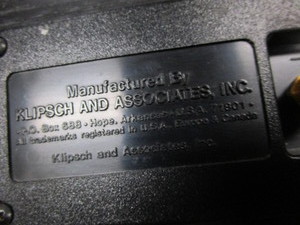 Manufactured By
KLIPSCH AND ASSOCIATES, INC.
P.O. Box 688 • Hope, Arkansas • U.S.A. 71801 •
All trademarks registered in U.S.A., Europe & Canada
Klipsch and Associates, Inc.